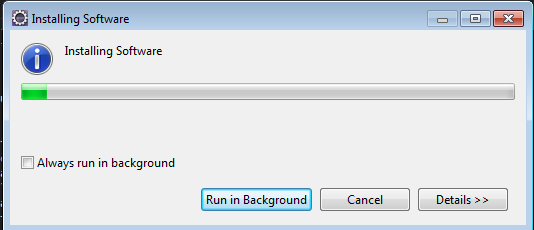 Installing Software
Installing Software
Always run in background
Run in Background
Cancel
Details >>